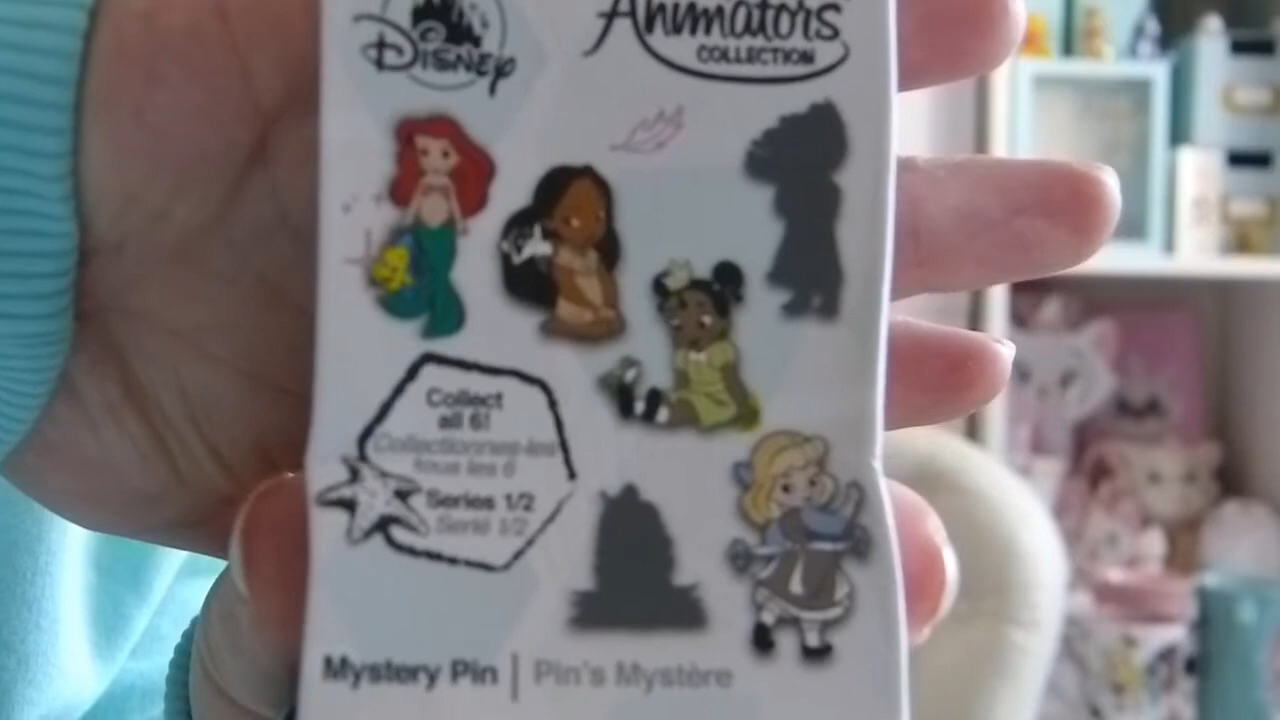 Disney
Animators'
COLLECTION
Collect
all 6!
Collectionnez-les
tous les 6
Series 1/2
Serie 1/2
Mystery Pin | Pin's Mystère